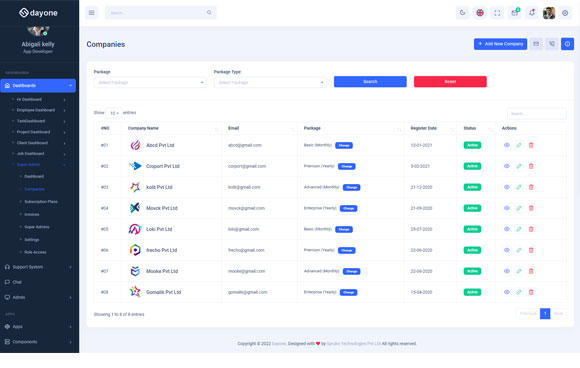 dayone
Search...
Abigali kelly
App Developer
Companies
+ Add New Company
DASHBOARDS
Dashboards
Hr Dashboard
Employee Dashboard
TaskDashboard
Project Dashboard
Client Dashboard
Job Dashboard
Super Admin
Dashboard
Companies
Subscription Plans
Invoices
Super Admins
Settings
Role Access
Support System
Chat
Admin
APPS
Apps
Components
Package
Package Type:
Select Package
Select Package
Search
Reset
Show 10 entries
Search...
#NO Company Name Email Package Register Date Status Actions
#01 Abcd Pvt Ltd abcd@gmail.com Basic (Monthly) Change 12-01-2021 Active
#02 Croport Pvt Ltd corport@gmail.com Premium (Yearly) Change 5-02-2021 Active
#03 kolit Pvt Ltd kolit@gmail.com Advanced (Monthly) Change 21-12-2020 Active
#04 Movck Pvt Ltd movck@gmail.com Enterprise (Yearly) Change 21-09-2020 Active
#05 Loki Pvt Ltd loki@gmail.com Basic (Monthly) Change 25-07-2020 Active
#06 frecho Pvt Ltd frecho@gmail.com Premium (Yearly) Change 22-06-2020 Active
#07 Mooke Pvt Ltd mooke@gmail.com Advanced (Monthly) Change 22-06-2020 Active
#08 Gomalik Pvt Ltd gomalik@gmail.com Enterprise (Yearly) Change 15-04-2020 Active
Showing 1 to 8 of 8 entries
Previous 1 Next
Copyright © 2022 Dayone. Designed with by Spruko Technologies Pvt Ltd All rights reserved.